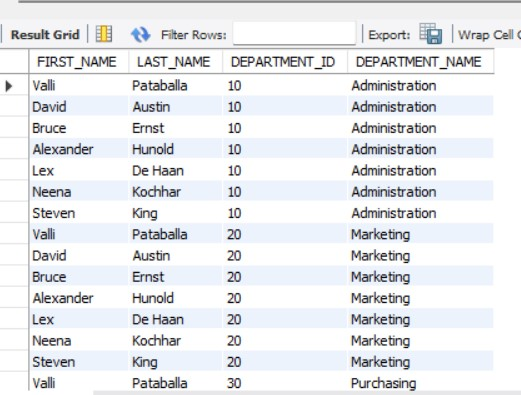 Result Grid Filter Rows: Export: Wrap Cell
FIRST_NAME LAST_NAME DEPARTMENT_ID DEPARTMENT_NAME
Valli Pataballa 10 Administration
David Austin 10 Administration
Bruce Ernst 10 Administration
Alexander Hunold 10 Administration
Lex De Haan 10 Administration
Neena Kochhar 10 Administration
Steven King 10 Administration
Valli Pataballa 20 Marketing
David Austin 20 Marketing
Bruce Ernst 20 Marketing
Alexander Hunold 20 Marketing
Lex De Haan 20 Marketing
Neena Kochhar 20 Marketing
Steven King 20 Marketing
Valli Pataballa 30 Purchasing